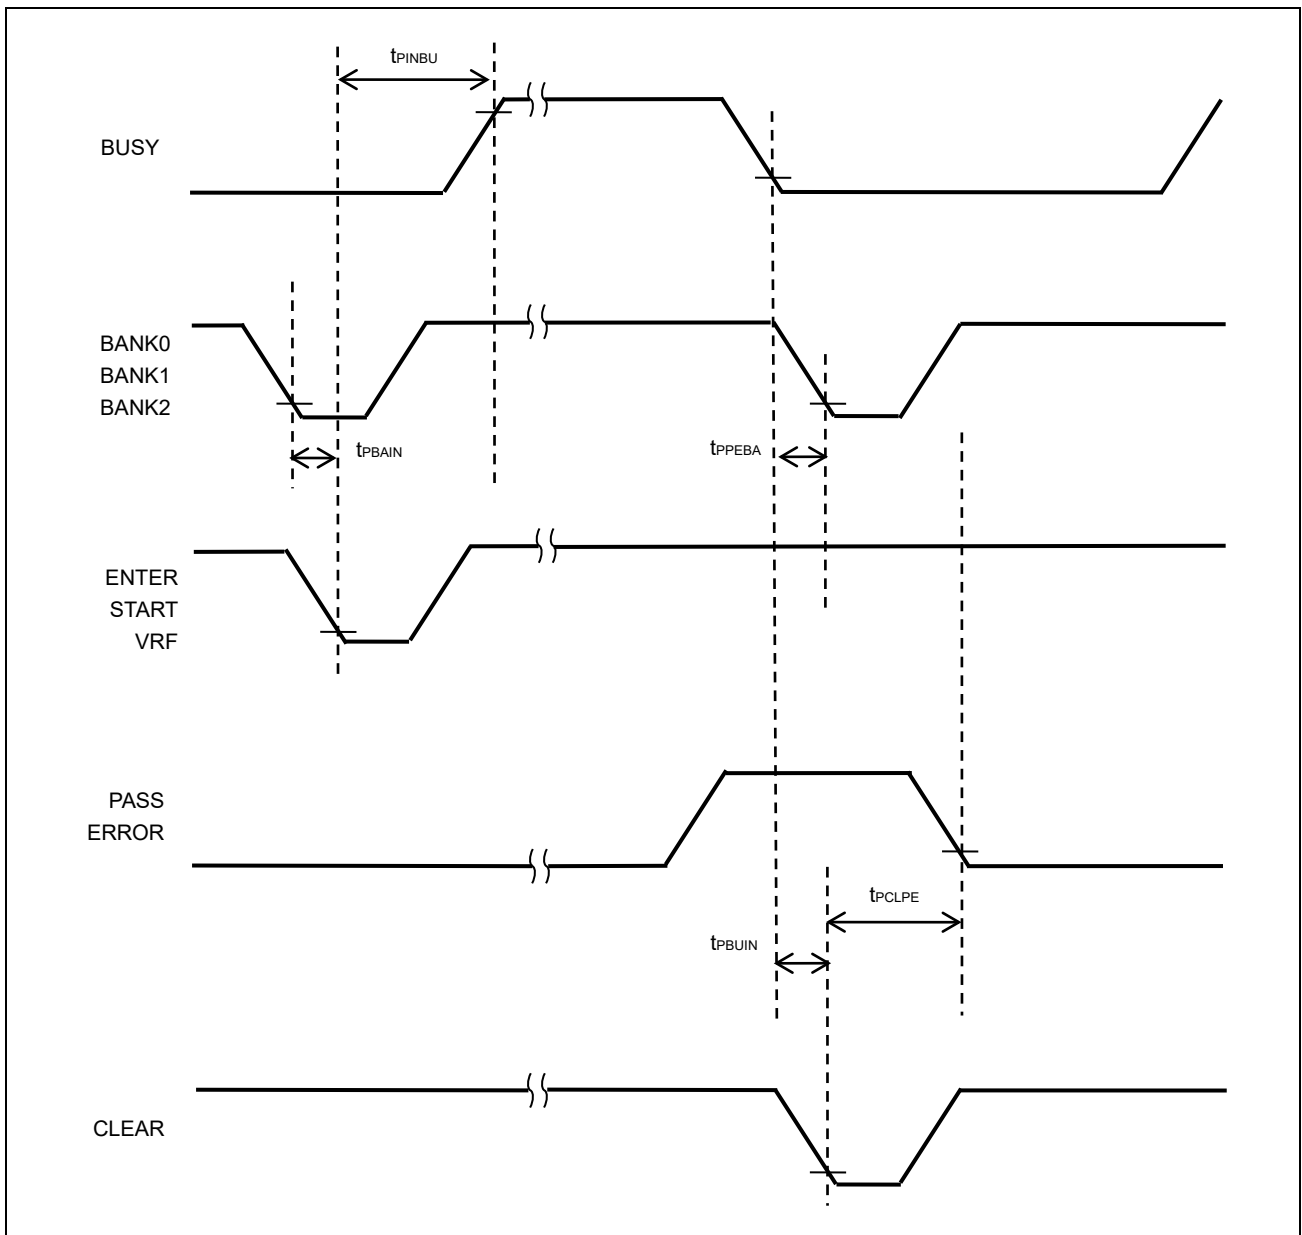 tPINBU
BUSY
BANK0
BANK1
BANK2
tPBAIN
tPPEBA
ENTER
START
VRF
PASS
ERROR
tPCLPE
tPBUIN
CLEAR